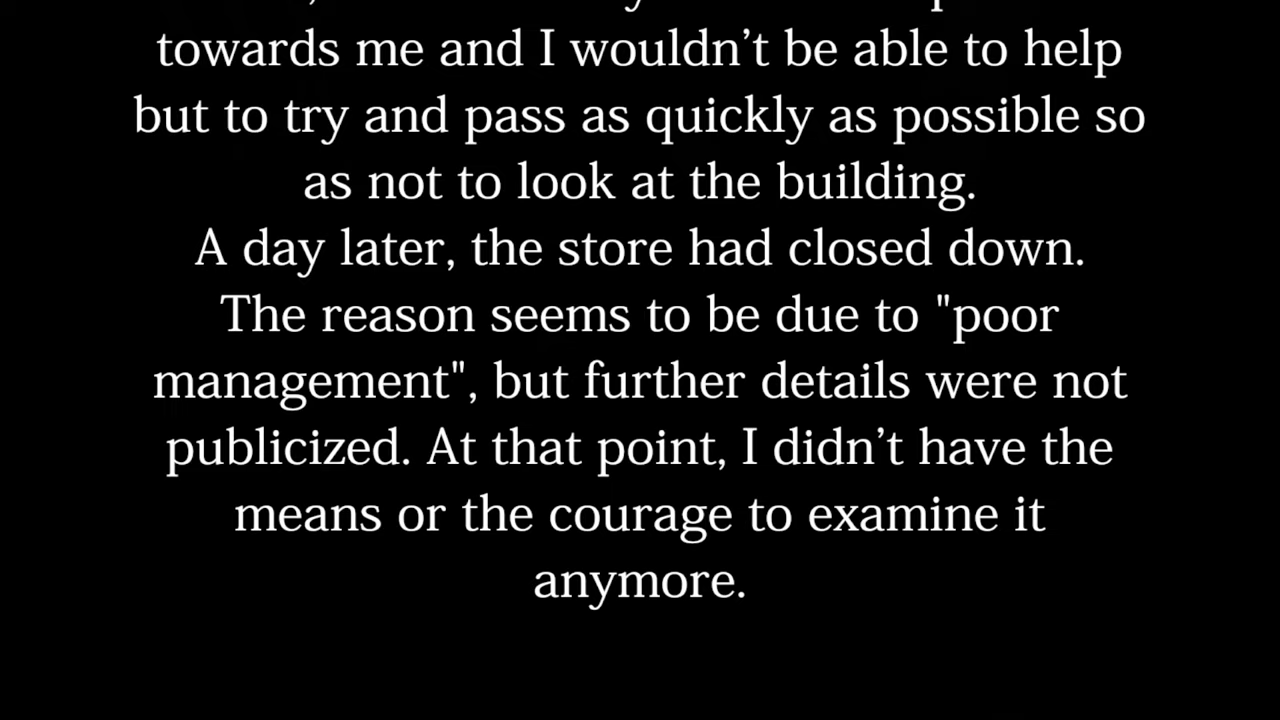 towards me and I wouldn’t be able to help
but to try and pass as quickly as possible so
as not to look at the building.
A day later, the store had closed down.
The reason seems to be due to "poor
management", but further details were not
publicized. At that point, I didn’t have the
means or the courage to examine it
anymore.